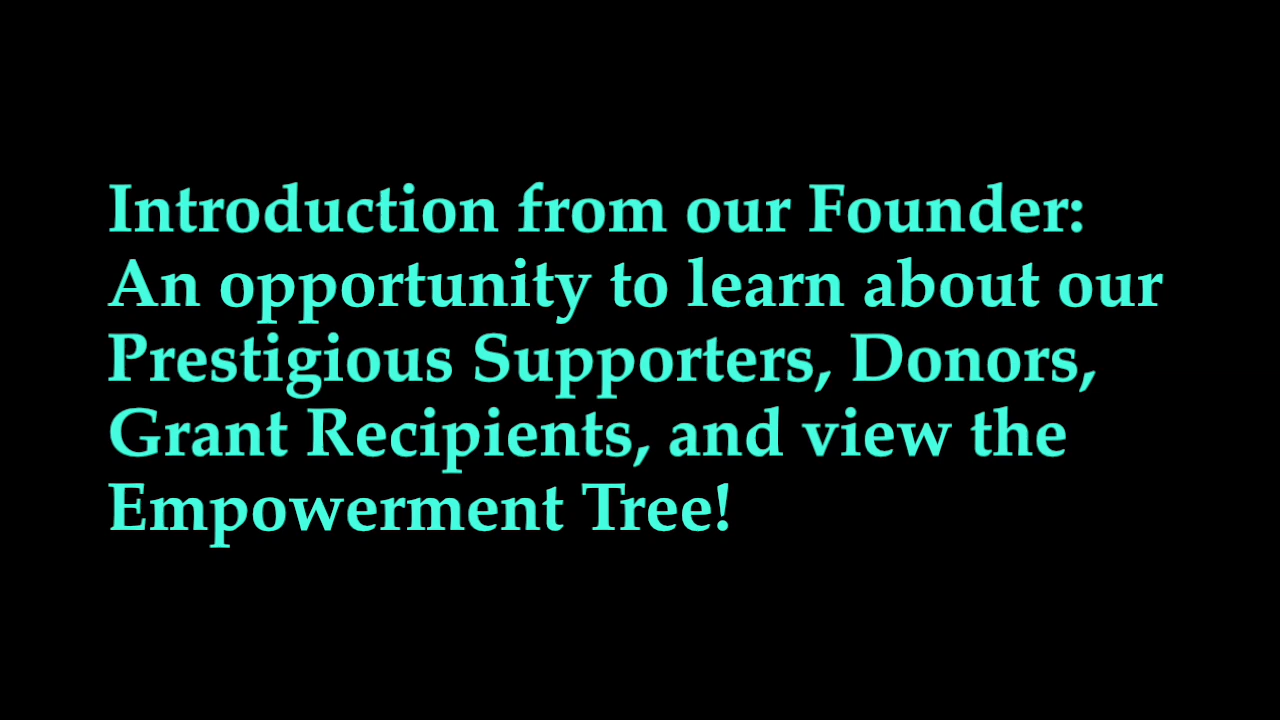 Introduction from our Founder:
An opportunity to learn about our
Prestigious Supporters, Donors,
Grant Recipients, and view the
Empowerment Tree!